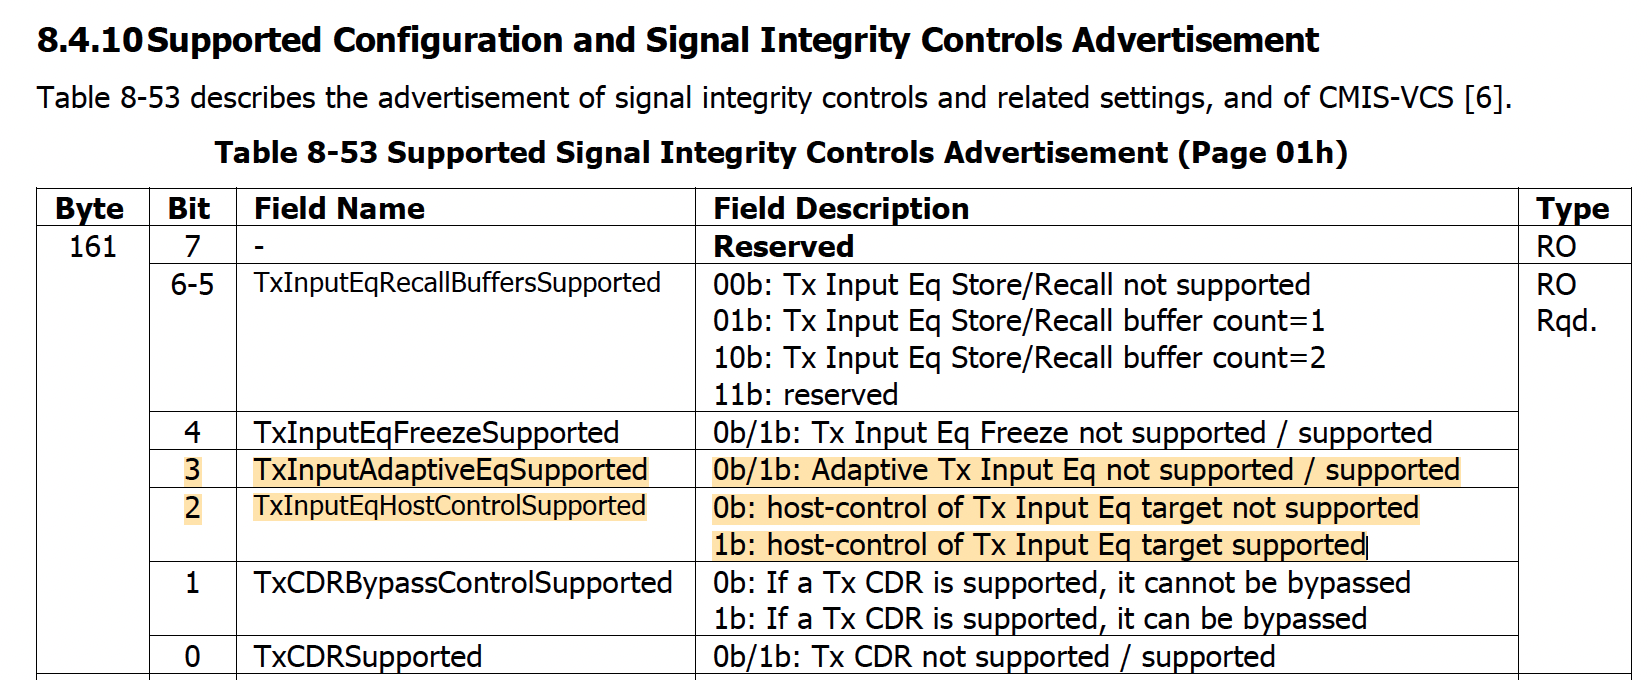 8.4.10 Supported Configuration and Signal Integrity Controls Advertisement
Table 8-53 describes the advertisement of signal integrity controls and related settings, and of CMIS-VCS [6].
Table 8-53 Supported Signal Integrity Controls Advertisement (Page 01h)
Byte Bit Field Name Field Description Type
161 7 - Reserved RO
6-5 TxInputEqRecallBuffersSupported 00b: Tx Input Eq Store/Recall not supported RO
01b: Tx Input Eq Store/Recall buffer count=1 Rqd.
10b: Tx Input Eq Store/Recall buffer count=2
11b: reserved
4 TxInputEqFreezeSupported 0b/1b: Tx Input Eq Freeze not supported / supported
3 TxInputAdaptiveEqSupported 0b/1b: Adaptive Tx Input Eq not supported / supported
2 TxInputEqHostControlSupported 0b: host-control of Tx Input Eq target not supported
1b: host-control of Tx Input Eq target supported
1 TxCDRBypassControlSupported 0b: If a Tx CDR is supported, it cannot be bypassed
1b: If a Tx CDR is supported, it can be bypassed
0 TxCDRSupported 0b/1b: Tx CDR not supported / supported